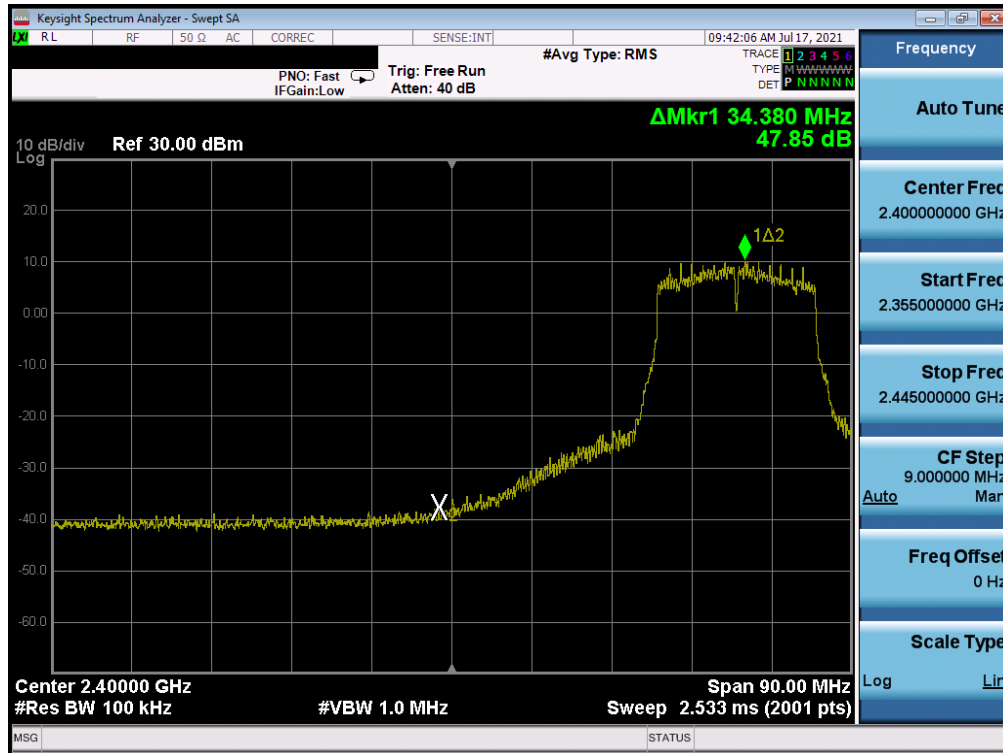 Keysight Spectrum Analyzer - Swept SA
LXI RL RF 50 Ω AC CORREC SENSE:INT 09:42:06 AM Jul 17, 2021
#Avg Type: RMS TRACE 1 2 3 4 5 6
PNO: Fast Trig: Free Run TYPE M W W W W W
IFGain:Low Atten: 40 dB DET P N N N N N
ΔMkr1 34.380 MHz
47.85 dB
10 dB/div Ref 30.00 dBm
Log
20.0
1Δ2
10.0
0.00
-10.0
-20.0
-30.0
X
-40.0 2
-50.0
-60.0
Center 2.40000 GHz Span 90.00 MHz
#Res BW 100 kHz #VBW 1.0 MHz Sweep 2.533 ms (2001 pts)
MSG STATUS
Frequency
Auto Tune
Center Freq
2.400000000 GHz
Start Freq
2.355000000 GHz
Stop Freq
2.445000000 GHz
CF Step
9.000000 MHz
Auto Man
Freq Offset
0 Hz
Scale Type
Log Lin